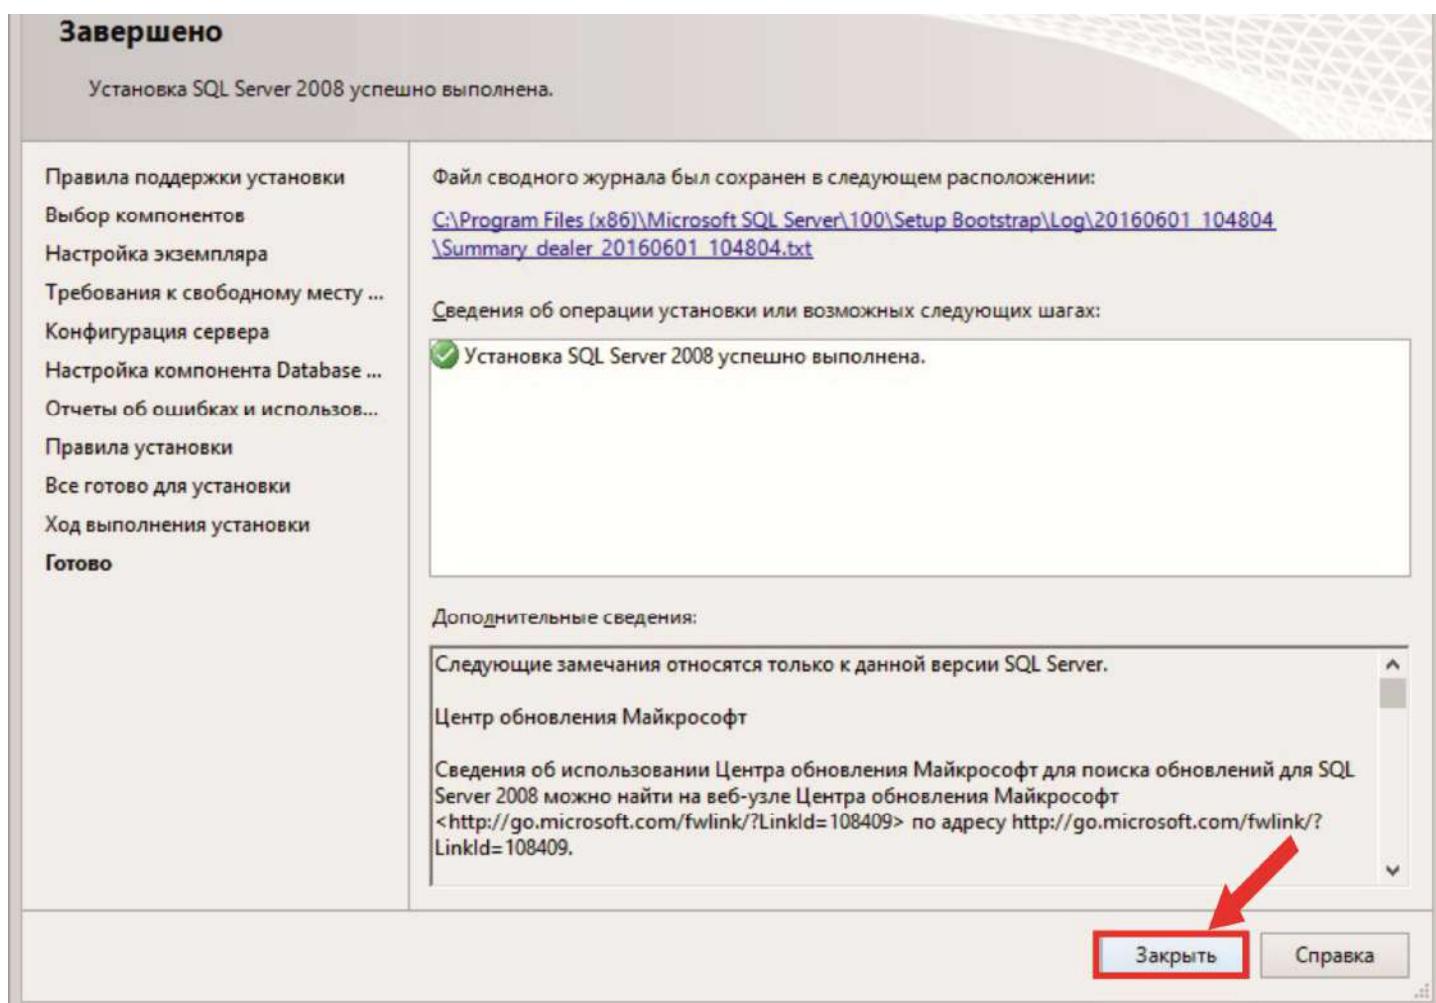 Завершено
Установка SQL Server 2008 успешно выполнена.
Правила поддержки установки
Выбор компонентов
Настройка экземпляра
Требования к свободному месту ...
Конфигурация сервера
Настройка компонента Database ...
Отчеты об ошибках и использов...
Правила установки
Все готово для установки
Ход выполнения установки
Готово
Файл сводного журнала был сохранен в следующем расположении:
C:\Program Files (x86)\Microsoft SQL Server\100\Setup Bootstrap\Log\20160601_104804
\Summary_dealer_20160601_104804.txt
Сведения об операции установки или возможных следующих шагах:
Установка SQL Server 2008 успешно выполнена.
Дополнительные сведения:
Следующие замечания относятся только к данной версии SQL Server.
Центр обновления Майкрософт
Сведения об использовании Центра обновления Майкрософт для поиска обновлений для SQL
Server 2008 можно найти на веб-узле Центра обновления Майкрософт
<http://go.microsoft.com/fwlink/?LinkId=108409> по адресу http://go.microsoft.com/fwlink/?
LinkId=108409.
Закрыть
Справка